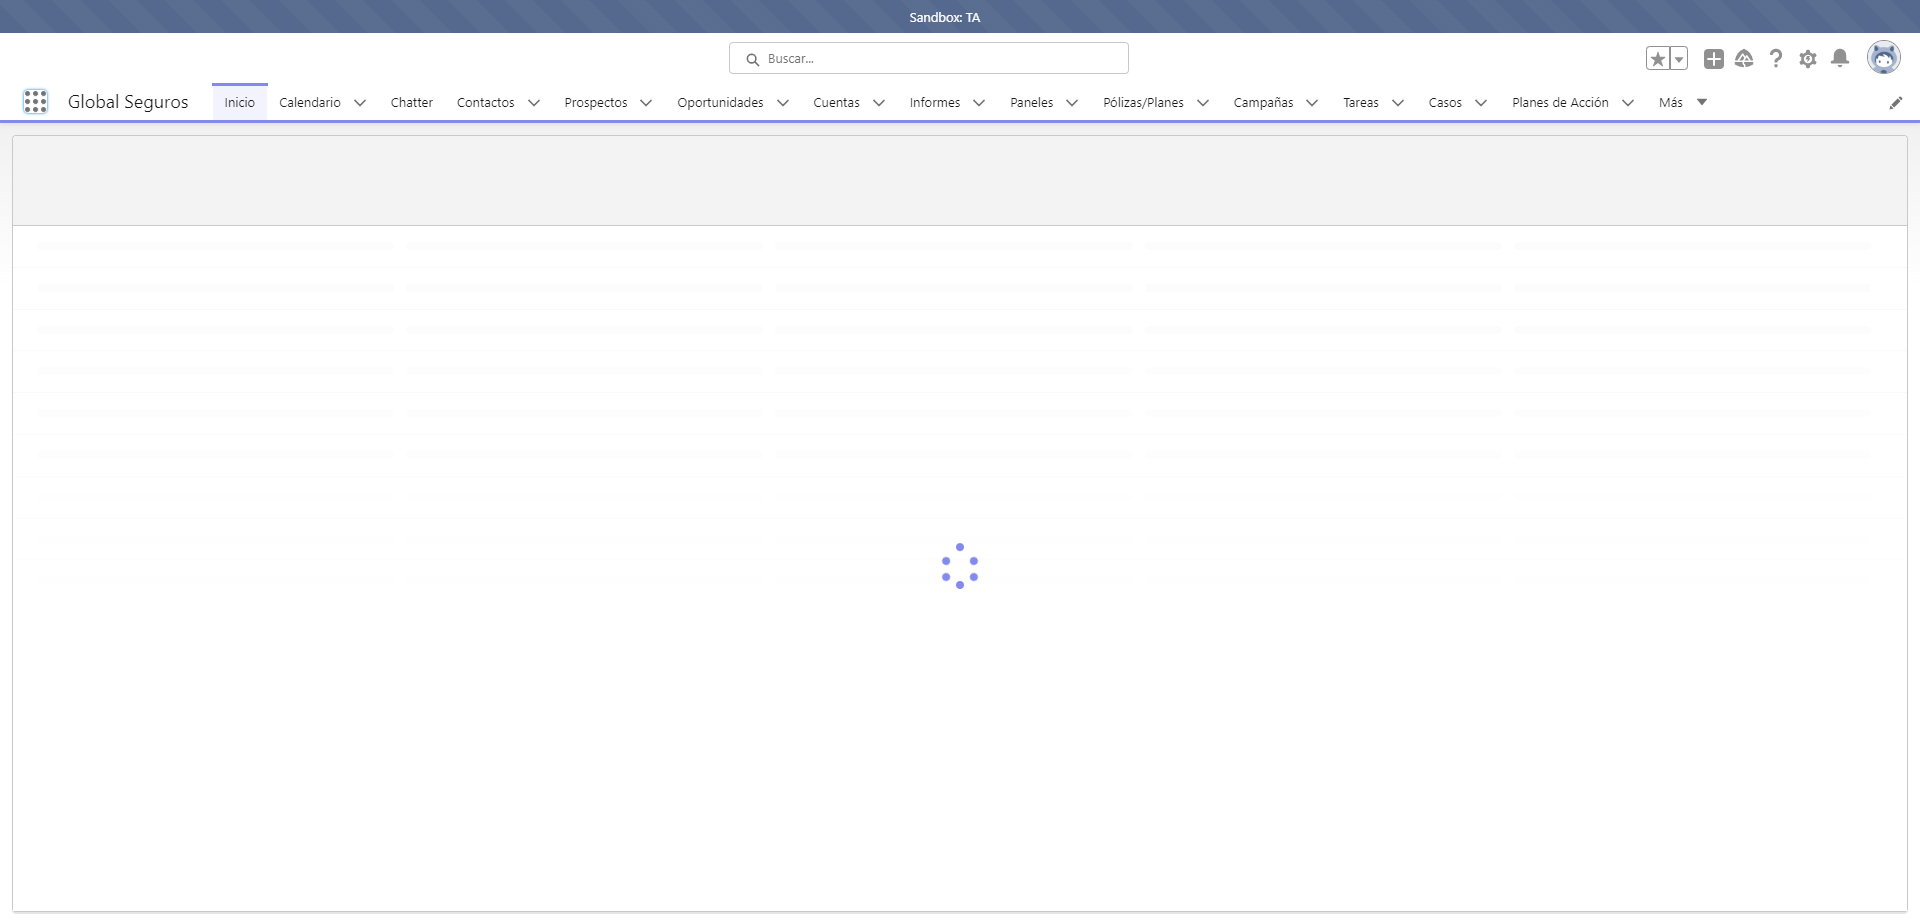 Sandbox: TA
Buscar...
Global Seguros Inicio Calendario Chatter Contactos Prospectos Oportunidades Cuentas Informes Paneles Pólizas/Planes Campañas Tareas Casos Planes de Acción Más